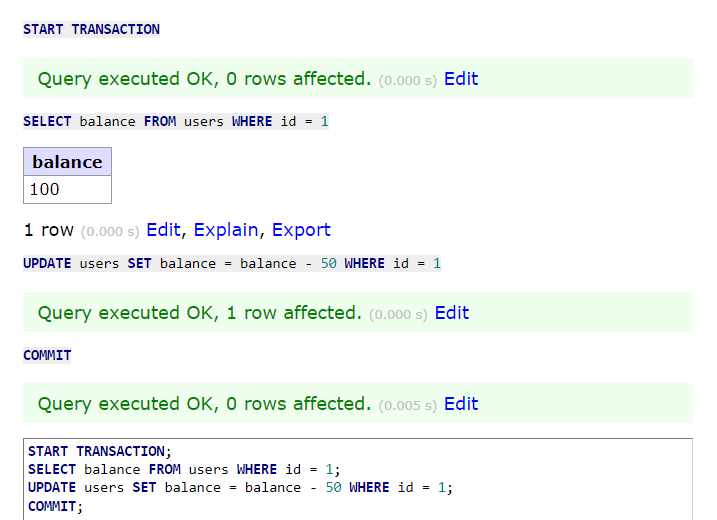 START TRANSACTION
Query executed OK, 0 rows affected. (0.000 s) Edit
SELECT balance FROM users WHERE id = 1
balance
100
1 row (0.000 s) Edit, Explain, Export
UPDATE users SET balance = balance - 50 WHERE id = 1
Query executed OK, 1 row affected. (0.000 s) Edit
COMMIT
Query executed OK, 0 rows affected. (0.005 s) Edit
START TRANSACTION;
SELECT balance FROM users WHERE id = 1;
UPDATE users SET balance = balance - 50 WHERE id = 1;
COMMIT;